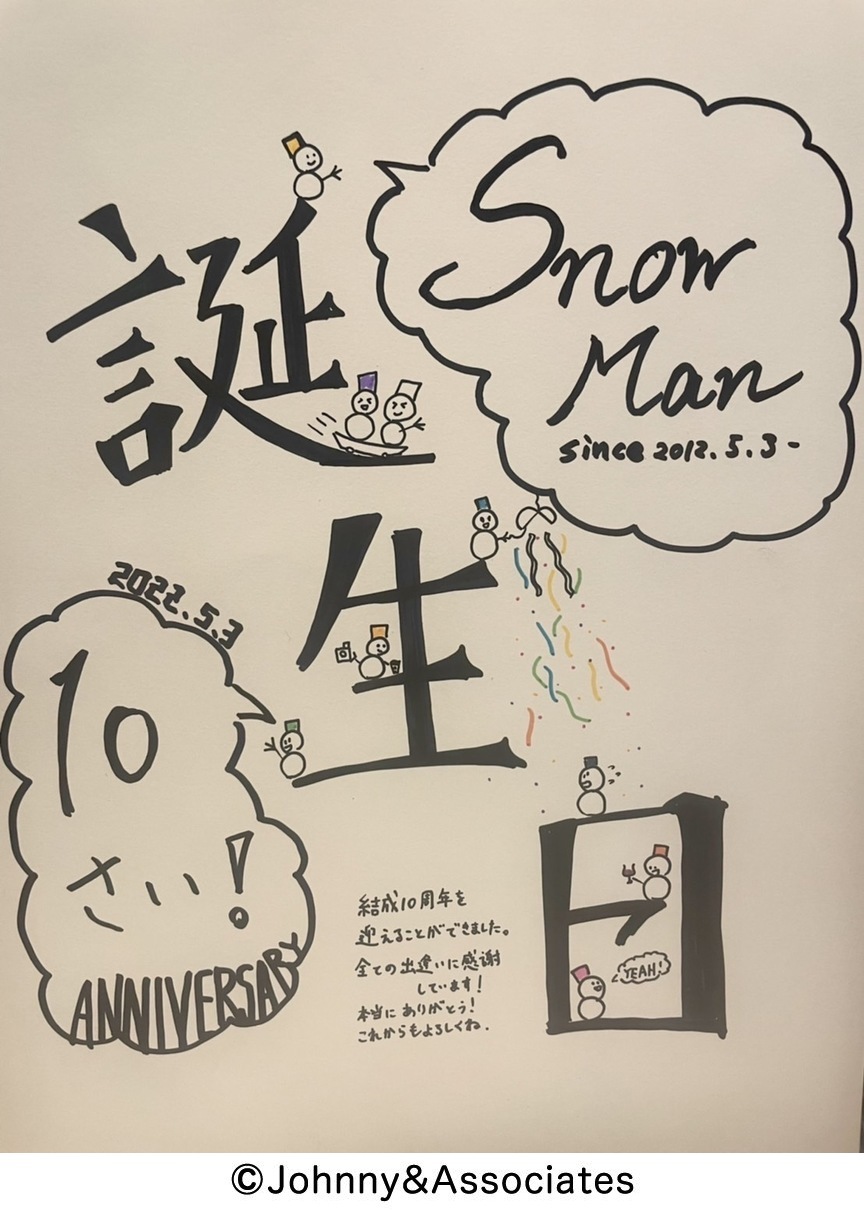 Snow
Man
since 2012.5.3-
誕
生
日
2022.5.3
10
さい!
ANNIVERSARY
結成10周年を
迎えることができました。
全ての出逢いに感謝
しています!
本当にありがとう!
これからもよろしくね.
YEAH!
©Johnny&Associates